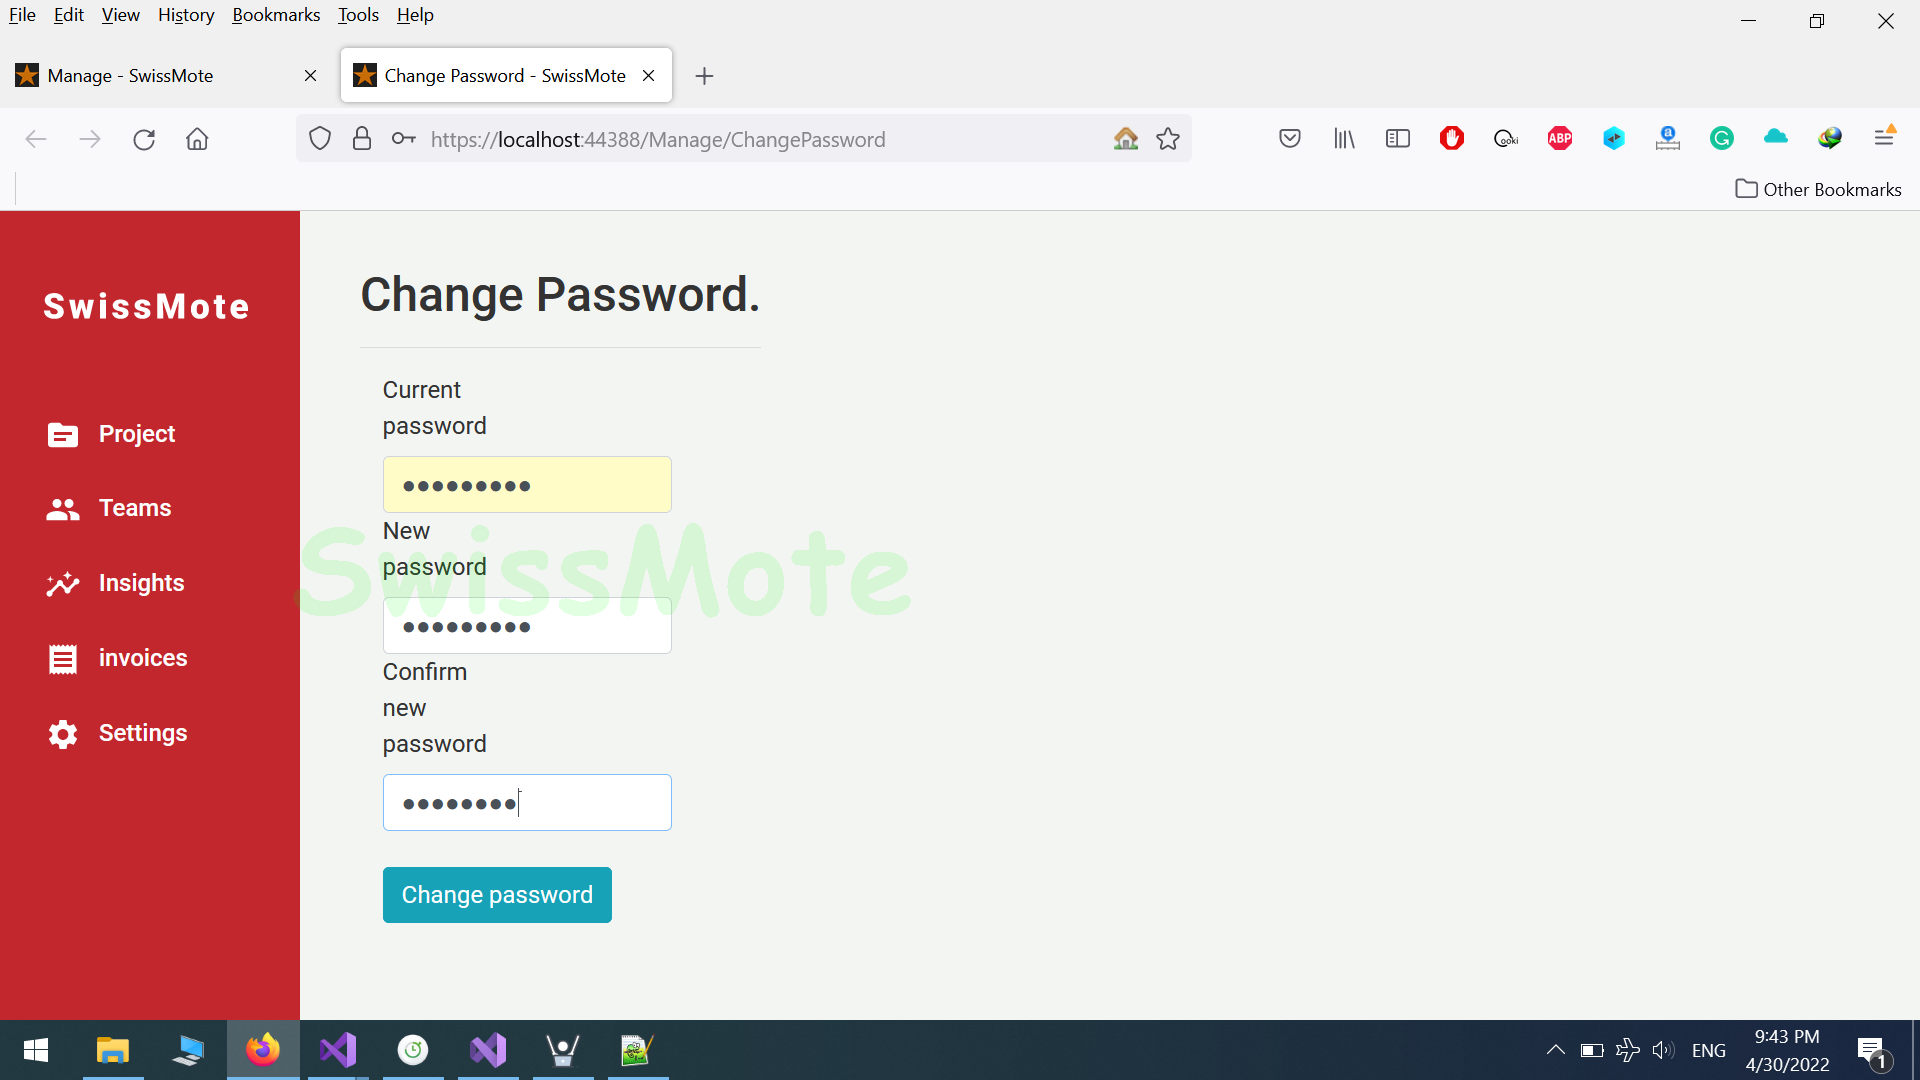 File Edit View History Bookmarks Tools Help
Manage - SwissMote
Change Password - SwissMote
https://localhost:44388/Manage/ChangePassword
ooki
ABP
a
G
Other Bookmarks
SwissMote
Project
Teams
Insights
invoices
Settings
Change Password.
Current
password
New
password
SwissMote
Confirm
new
password
Change password
ENG
9:43 PM
4/30/2022
1